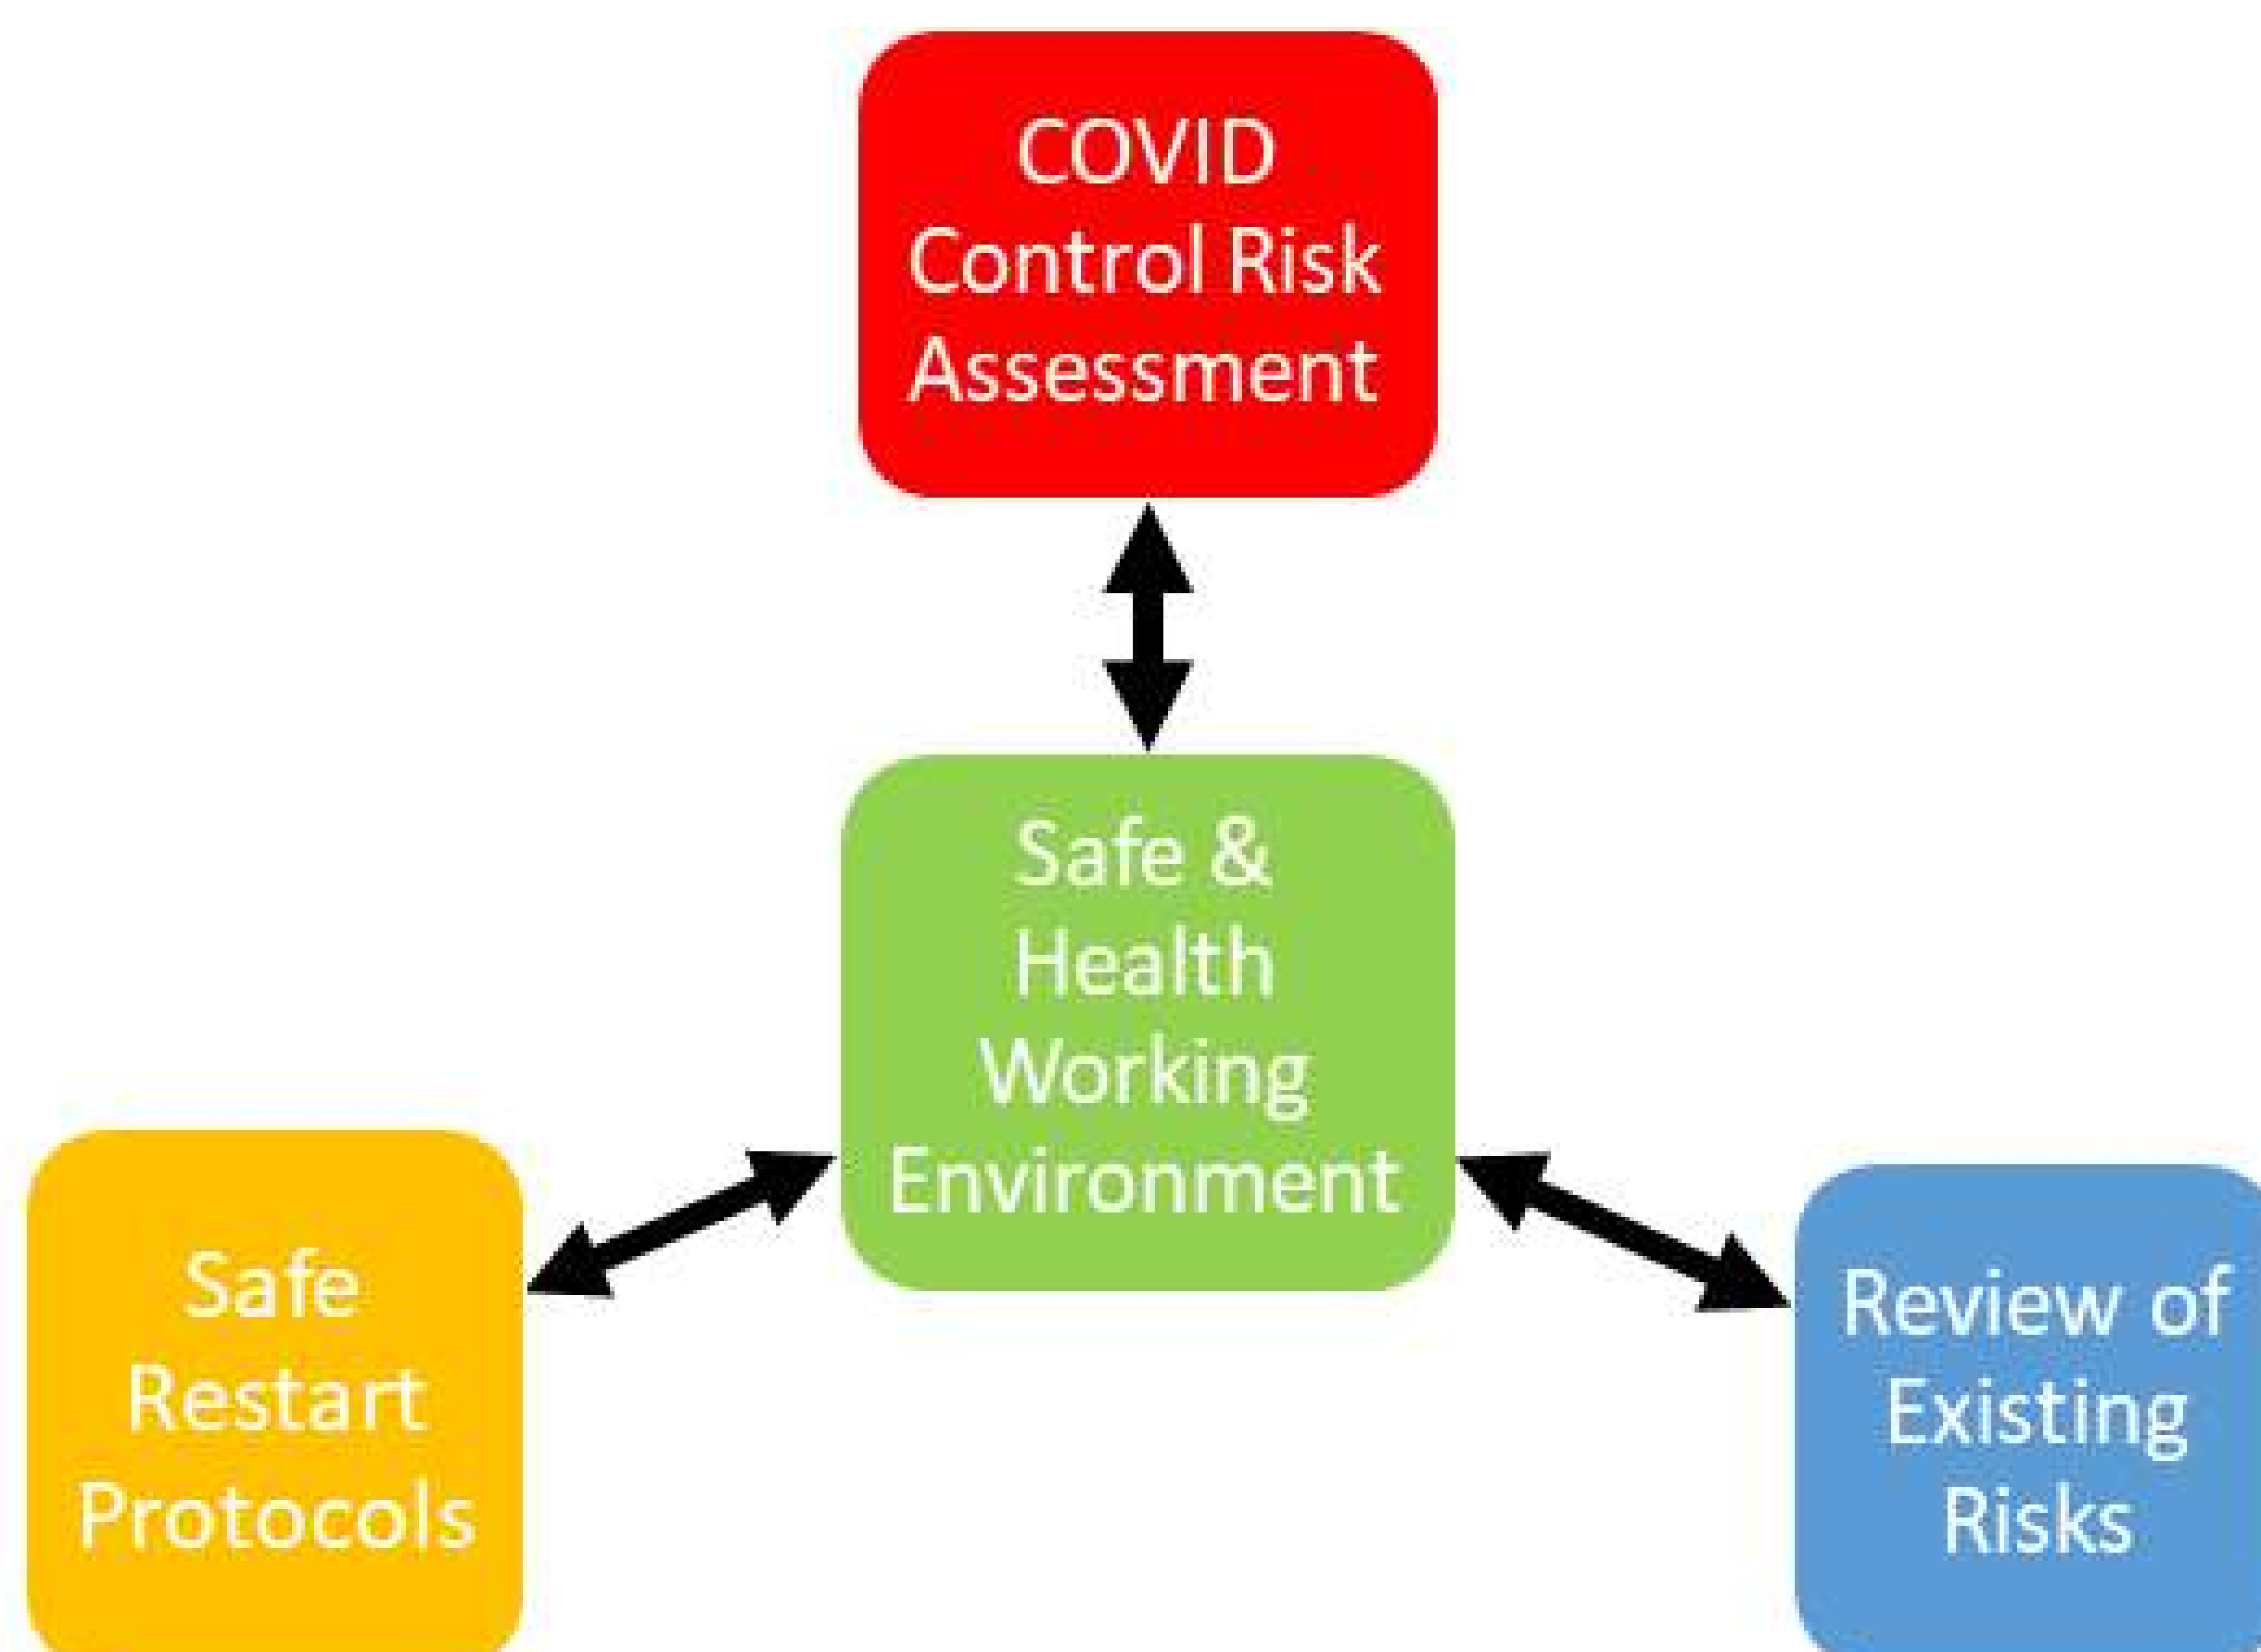 COVID
Control Risk
Assessment
Safe &
Health
Working
Environment
Safe
Restart
Protocols
Review of
Existing
Risks